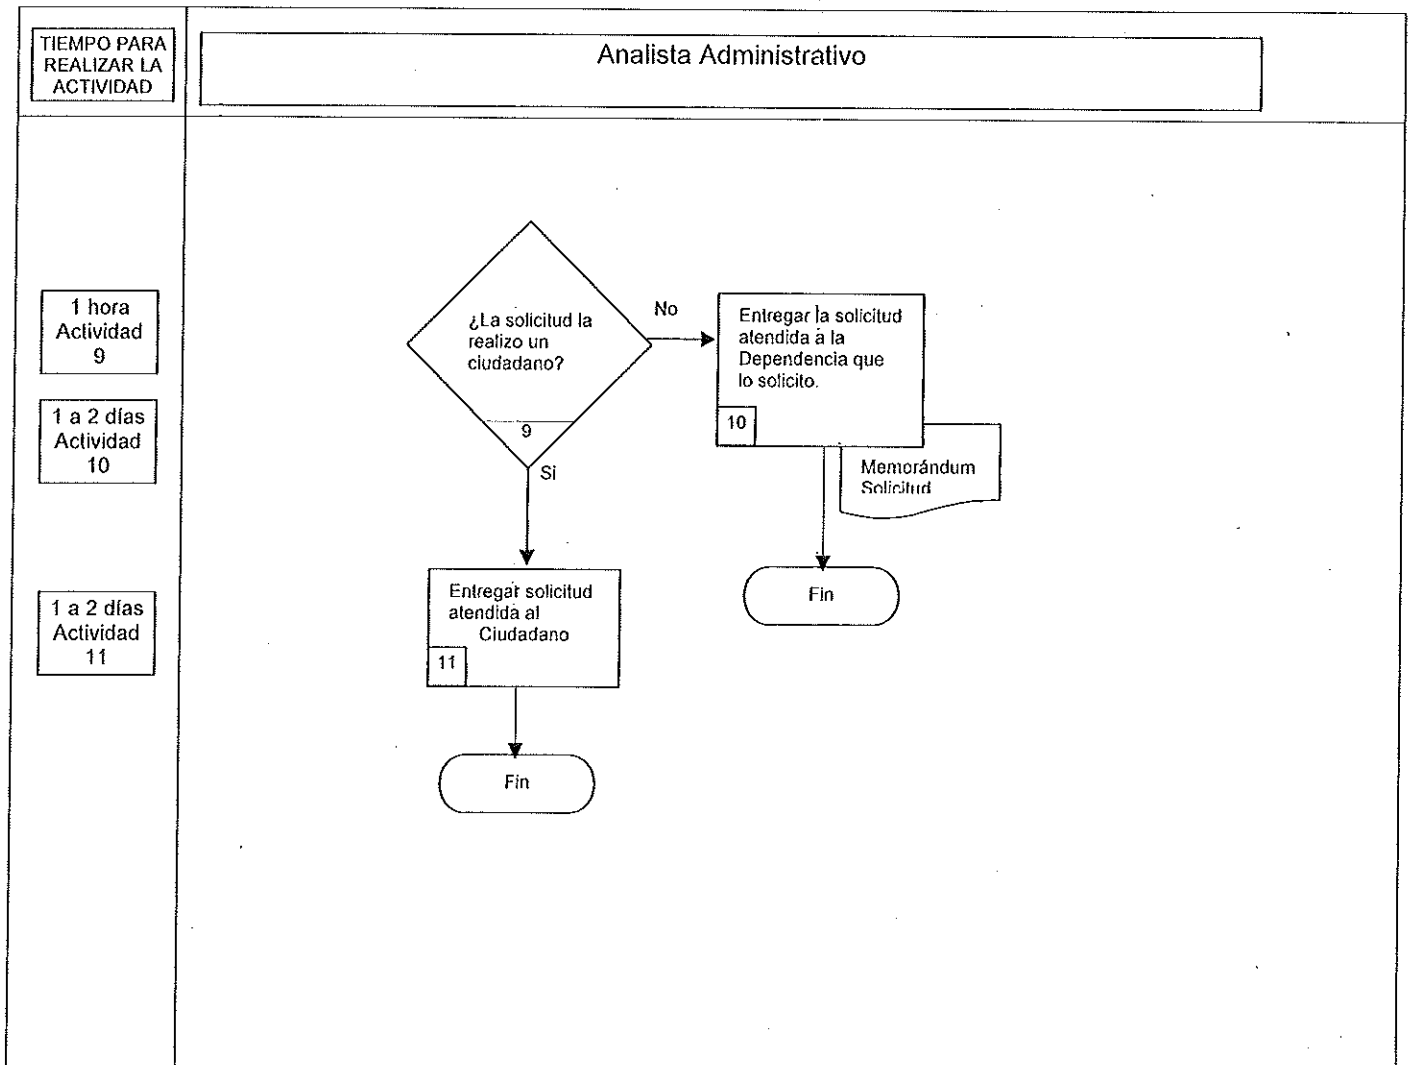 TIEMPO PARA
REALIZAR LA
ACTIVIDAD
Analista Administrativo
1 hora
Actividad
9
1 a 2 días
Actividad
10
1 a 2 días
Actividad
11
¿La solicitud la
realizo un
ciudadano?
9
No
Si
Entregar la solicitud
atendida a la
Dependencia que
lo solicito.
10
Memorándum
Solicitud
Fin
Entregar solicitud
atendida al
Ciudadano
11
Fin